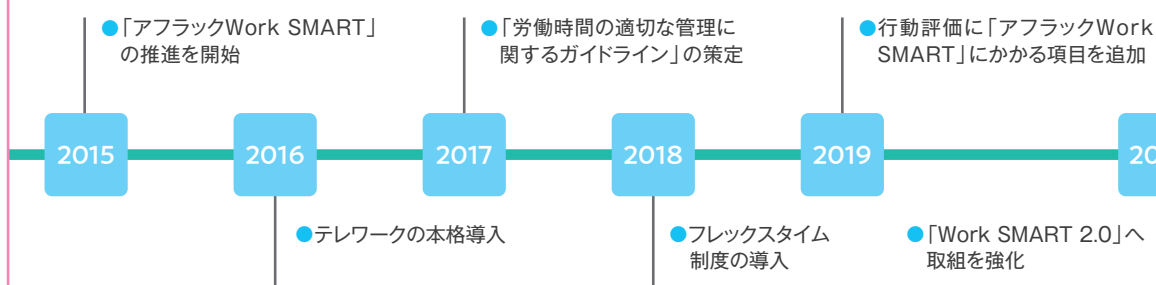 ●「アフラックWork SMART」
の推進を開始
●「労働時間の適切な管理に
関するガイドライン」の策定
●行動評価に「アフラックWork
SMART」にかかる項目を追加
2015
2016
2017
2018
2019
20
●テレワークの本格導入
●フレックスタイム
制度の導入
●「Work SMART 2.0」へ
取組を強化